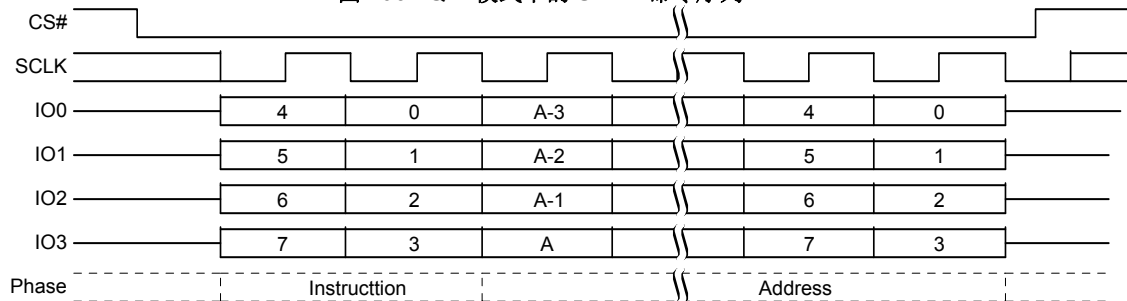 CS#
SCLK
IO0 4 0 A-3 4 0
IO1 5 1 A-2 5 1
IO2 6 2 A-1 6 2
IO3 7 3 A 7 3
Phase Instructtion Address